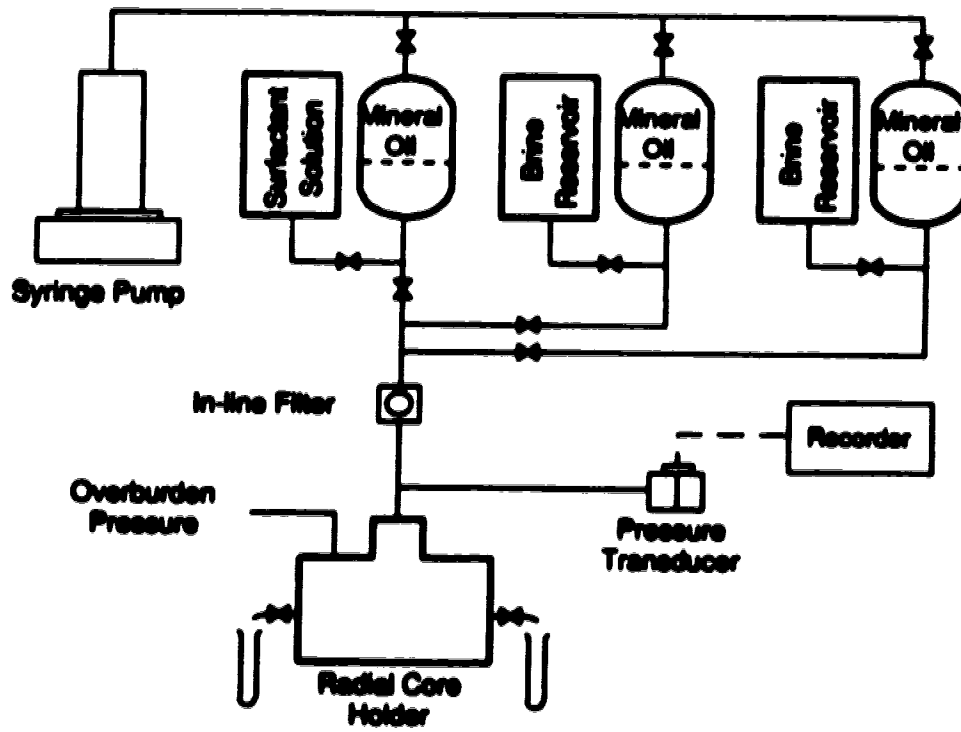 Surfactant
Solution
Mineral
Oil
Brine
Reservoir
Mineral
Oil
Brine
Reservoir
Mineral
Oil
Syringe Pump
In-line Filter
Recorder
Overburden
Pressure
Pressure
Transducer
Radial Core
Holder